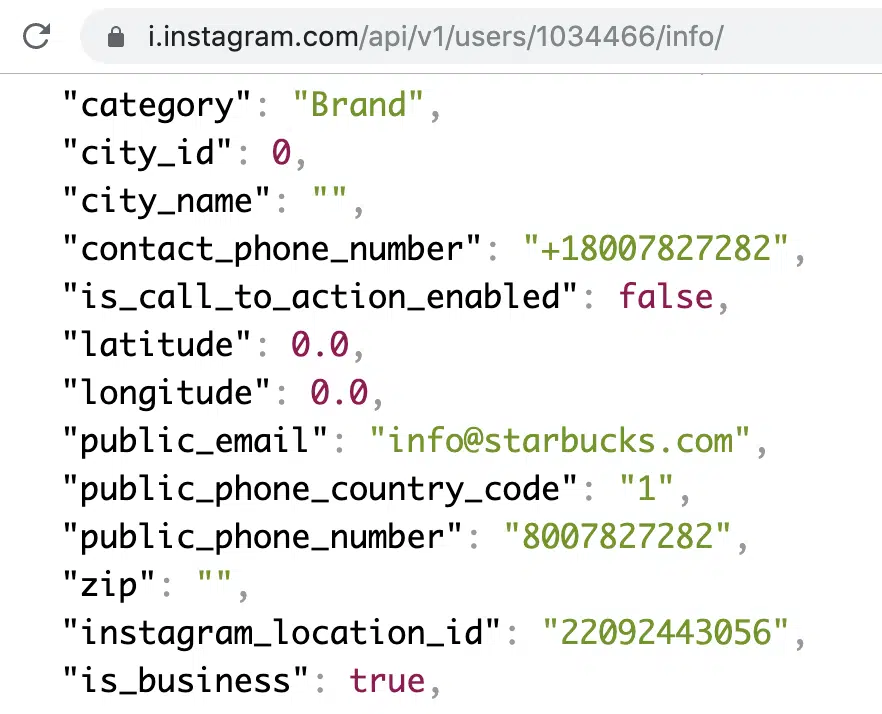 i.instagram.com/api/v1/users/1034466/info/
"category": "Brand",
"city_id": 0,
"city_name": "",
"contact_phone_number": "+18007827282",
"is_call_to_action_enabled": false,
"latitude": 0.0,
"longitude": 0.0,
"public_email": "info@starbucks.com",
"public_phone_country_code": "1",
"public_phone_number": "8007827282",
"zip": "",
"instagram_location_id": "22092443056",
"is_business": true,